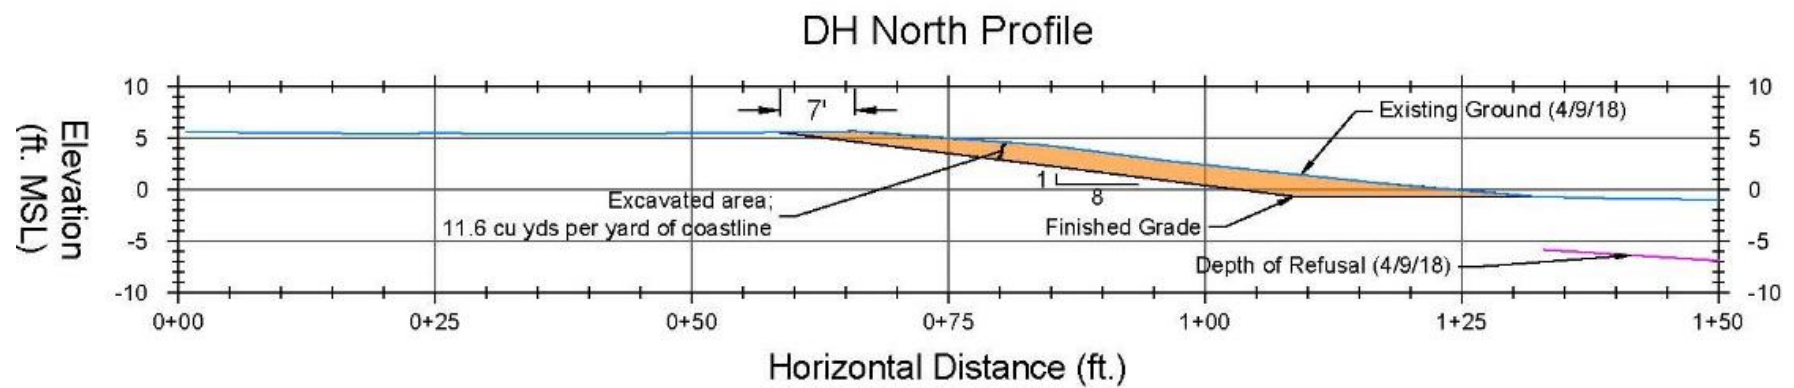 DH North Profile
10
10
7'
Existing Ground (4/9/18)
5
5
Elevation
(ft. MSL)
0
0
1
8
Excavated area;
11.6 cu yds per yard of coastline
Finished Grade
-5
-5
Depth of Refusal (4/9/18)
-10
-10
0+00
0+25
0+50
0+75
1+00
1+25
1+50
Horizontal Distance (ft.)